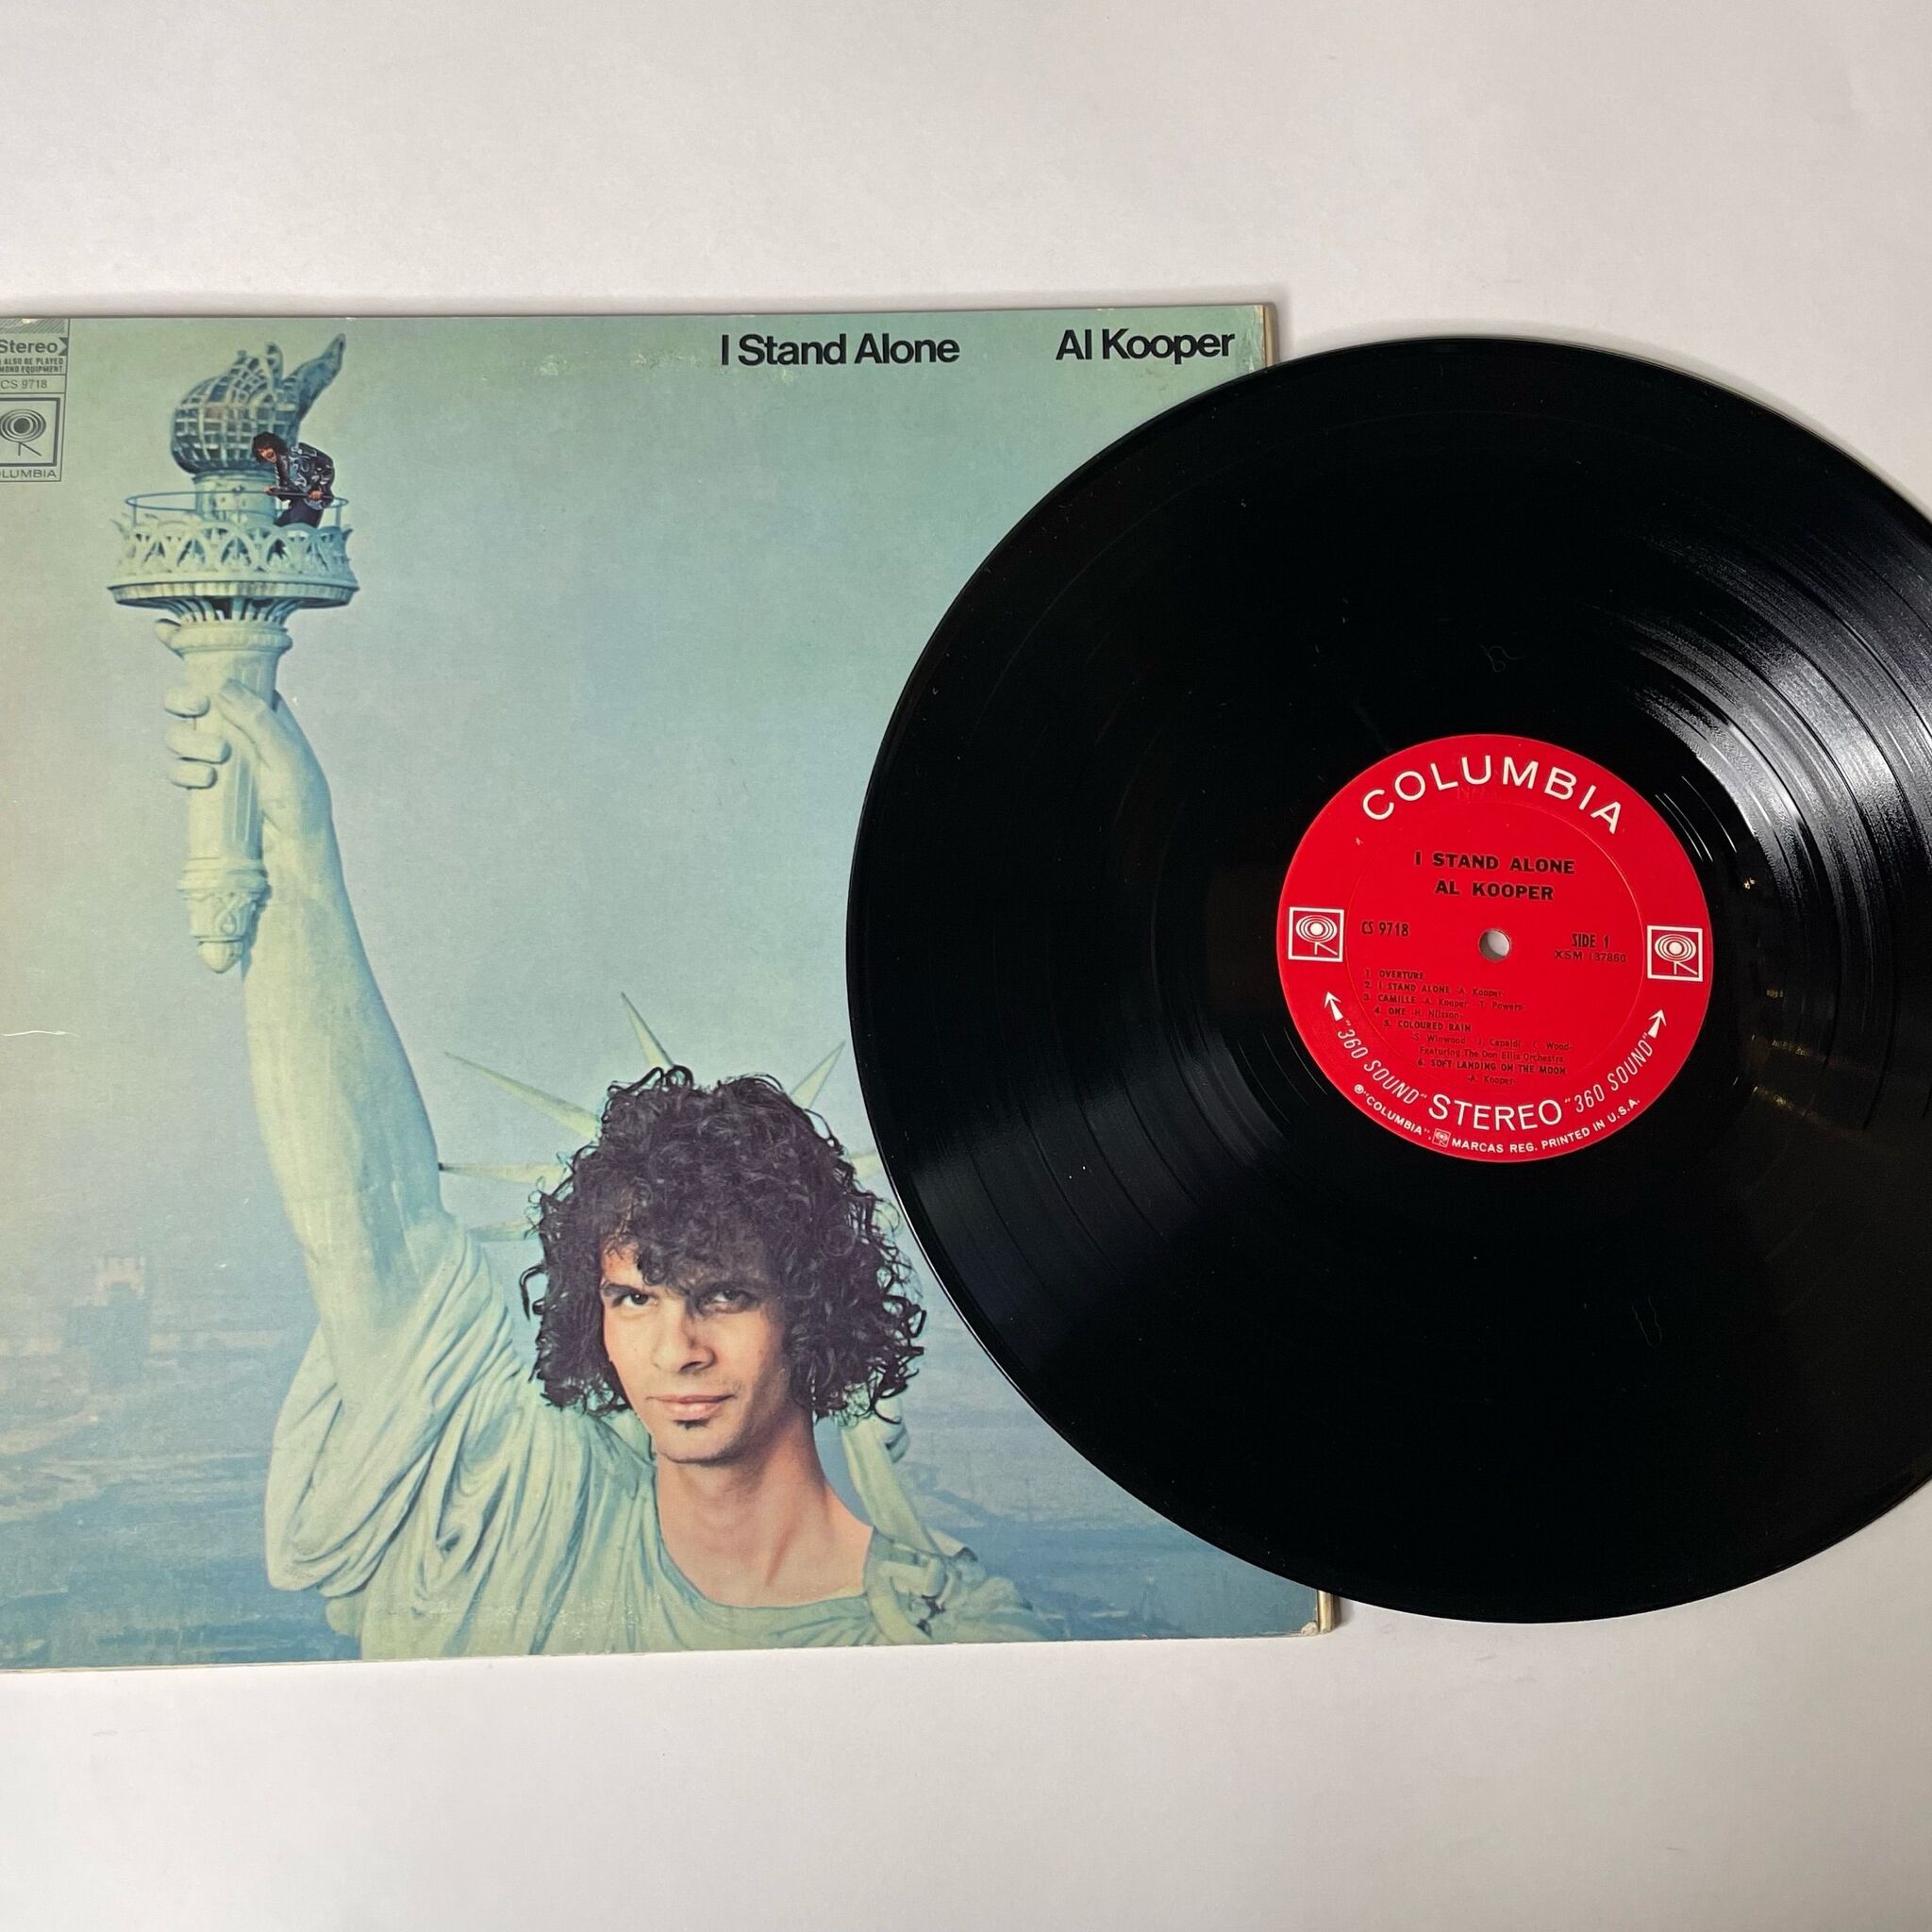 Stereo
ALSO BE PLAYED
MONO EQUIPMENT
CS 9718
LUMBIA
I Stand Alone Al Kooper
COLUMBIA
I STAND ALONE
AL KOOPER
CS 9718
SIDE 1
XSM 137860
1. OVERTURE
2. I STAND ALONE -A. Kooper-
3. CAMILLE -A. Kooper -T. Powers-
4. ONE -H. Nilsson-
5. COLOURED RAIN
-S. Winwood - J. Capaldi - C. Wood-
Featuring The Don Ellis Orchestra
6. SOFT LANDING ON THE MOON
-A. Kooper-
"360 SOUND" STEREO "360 SOUND"
℗"COLUMBIA", MARCAS REG. PRINTED IN U.S.A.